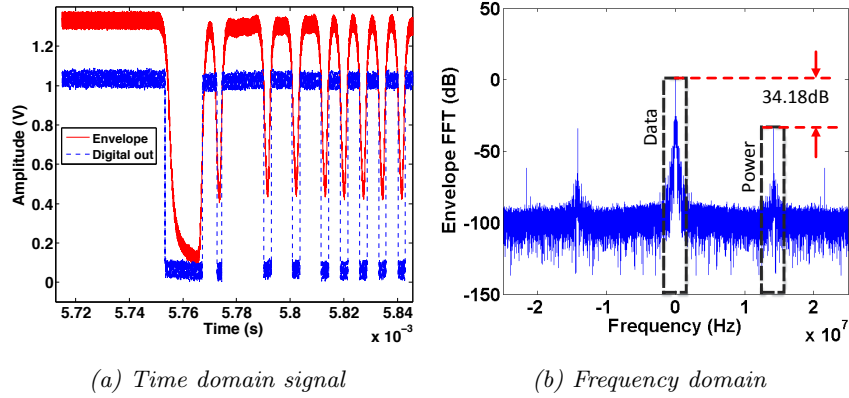 1.2
1
0.8
0.6
0.4
0.2
0
Amplitude (V)
Envelope
Digital out
5.72 5.74 5.76 5.78 5.8 5.82 5.84
Time (s)
x 10⁻³
(a) Time domain signal
50
0
-50
-100
-150
Envelope FFT (dB)
Data
Power
34.18dB
-2 -1 0 1 2
Frequency (Hz)
x 10⁷
(b) Frequency domain